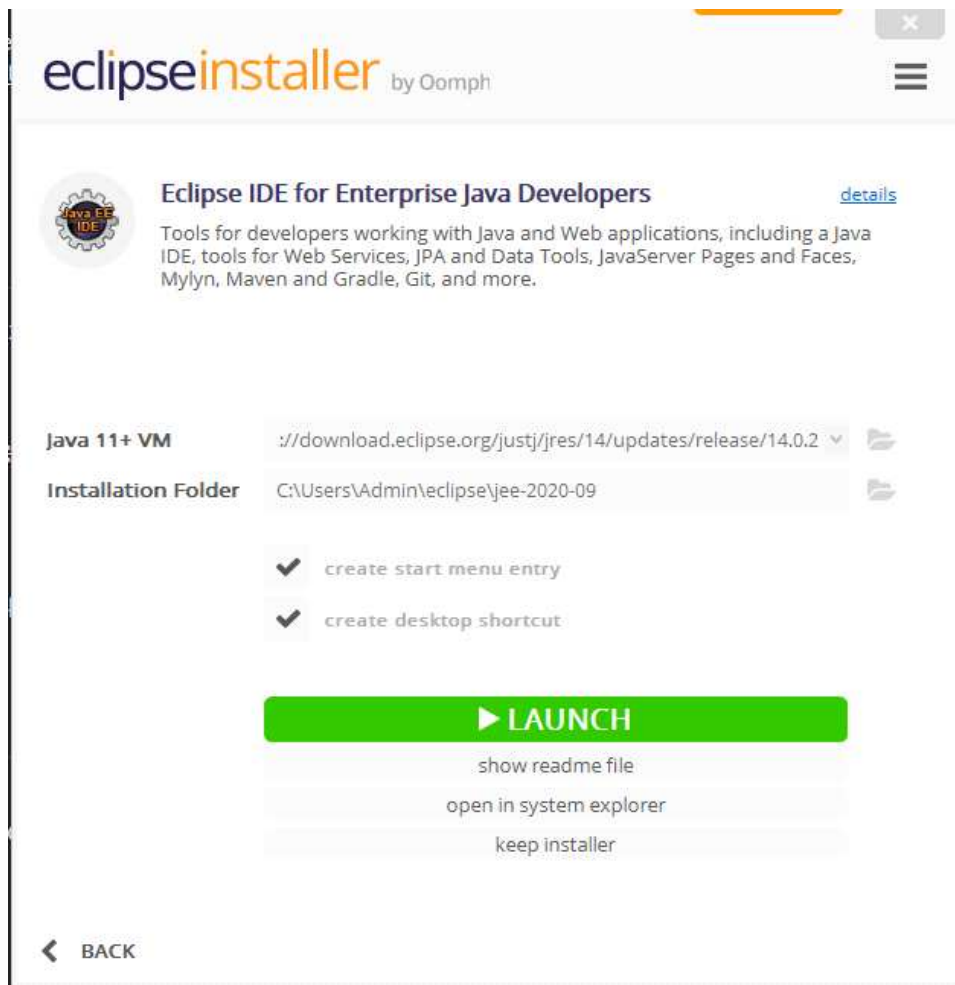 eclipseinstaller by Oomph
Eclipse IDE for Enterprise Java Developers
details
Java EE
IDE
Tools for developers working with Java and Web applications, including a Java
IDE, tools for Web Services, JPA and Data Tools, JavaServer Pages and Faces,
Mylyn, Maven and Gradle, Git, and more.
Java 11+ VM
://download.eclipse.org/justj/jres/14/updates/release/14.0.2
Installation Folder
C:\Users\Admin\eclipse\jee-2020-09
create start menu entry
create desktop shortcut
LAUNCH
show readme file
open in system explorer
keep installer
BACK